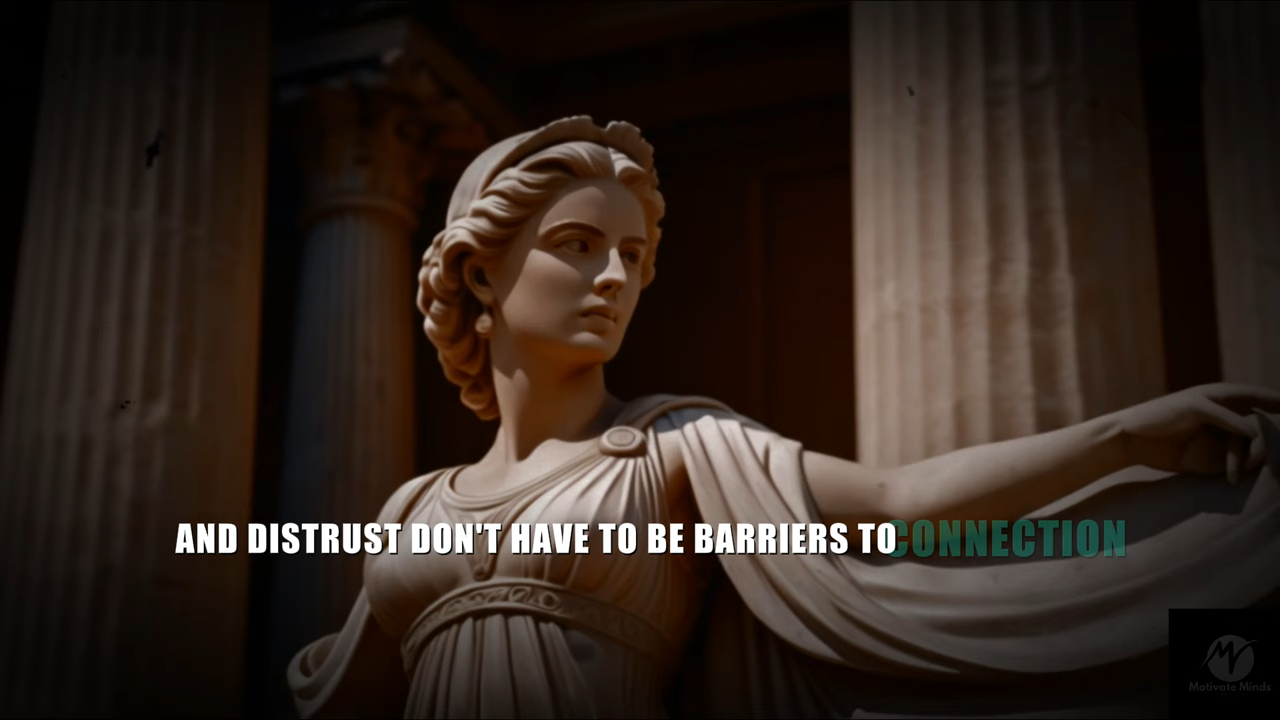 AND DISTRUST DON'T HAVE TO BE BARRIERS TO CONNECTION
Motivate Minds